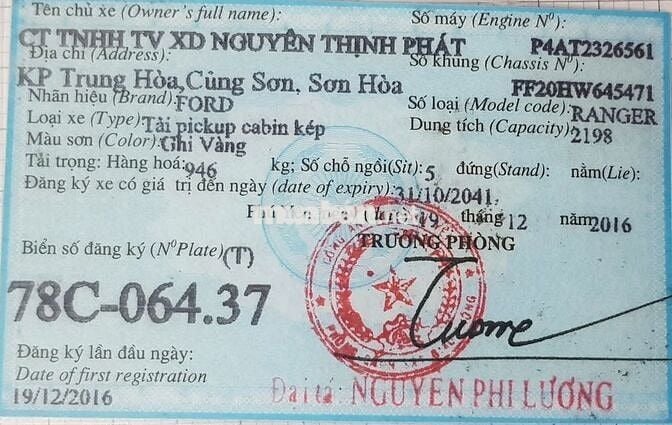 Tên chủ xe (Owner's full name): Số máy (Engine Nº):
CT TNHH TV XD NGUYÊN THỊNH PHÁT P4AT2326561
Địa chỉ (Address): Số khung (Chassis Nº):
KP Trung Hòa,Củng Sơn, Sơn Hòa FF20HW645471
Nhãn hiệu (Brand): FORD Số loại (Model code): RANGER
Loại xe (Type): Tải pickup cabin kép Dung tích (Capacity): 2198
Màu sơn (Color): Ghi Vàng
Tải trọng: Hàng hoá: 946 kg; Số chỗ ngồi(Sit): 5 đứng(Stand): nằm(Lie):
Đăng ký xe có giá trị đến ngày (date of expiry): 31/10/2041
19 tháng 12 năm 2016
TRƯỞNG PHÒNG
Biển số đăng ký (NºPlate) (T)
78C-064.37
Đăng ký lần đầu ngày:
Date of first registration
19/12/2016
Đại tá: NGUYỄN PHI LƯƠNG